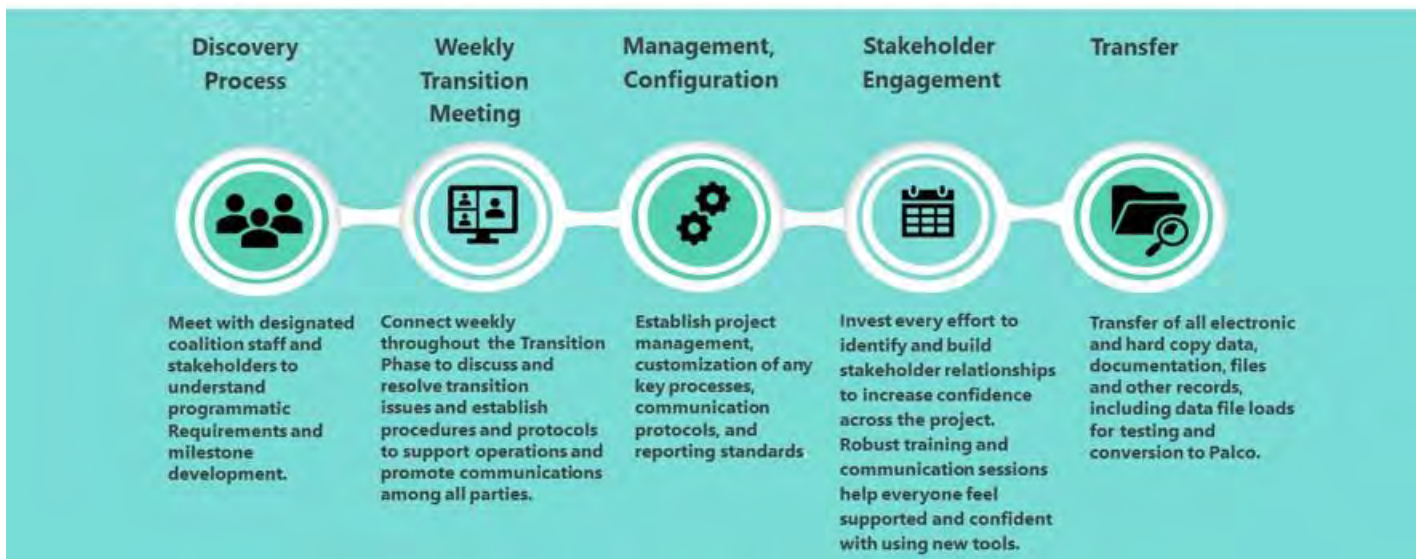 Discovery
Process
Weekly
Transition
Meeting
Management,
Configuration
Stakeholder
Engagement
Transfer
Meet with designated
coalition staff and
stakeholders to
understand
programmatic
Requirements and
milestone
development.
Connect weekly
throughout the Transition
Phase to discuss and
resolve transition
issues and establish
procedures and protocols
to support operations and
promote communications
among all parties.
Establish project
management,
customization of any
key processes,
communication
protocols, and
reporting standards
Invest every effort to
identify and build
stakeholder relationships
to increase confidence
across the project.
Robust training and
communication sessions
help everyone feel
supported and confident
with using new tools.
Transfer of all electronic
and hard copy data,
documentation, files
and other records,
including data file loads
for testing and
conversion to Palco.